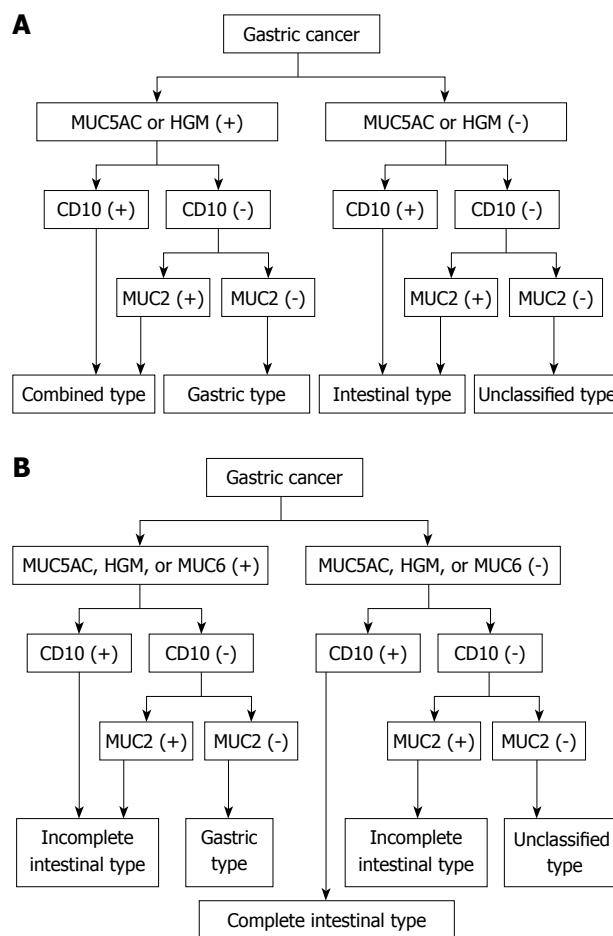 A
Gastric cancer
MUC5AC or HGM (+)
MUC5AC or HGM (-)
CD10 (+)
CD10 (-)
CD10 (+)
CD10 (-)
MUC2 (+)
MUC2 (-)
MUC2 (+)
MUC2 (-)
Combined type
Gastric type
Intestinal type
Unclassified type
B
Gastric cancer
MUC5AC, HGM, or MUC6 (+)
MUC5AC, HGM, or MUC6 (-)
CD10 (+)
CD10 (-)
CD10 (+)
CD10 (-)
MUC2 (+)
MUC2 (-)
MUC2 (+)
MUC2 (-)
Incomplete
intestinal type
Gastric
type
Incomplete
intestinal type
Unclassified
type
Complete intestinal type